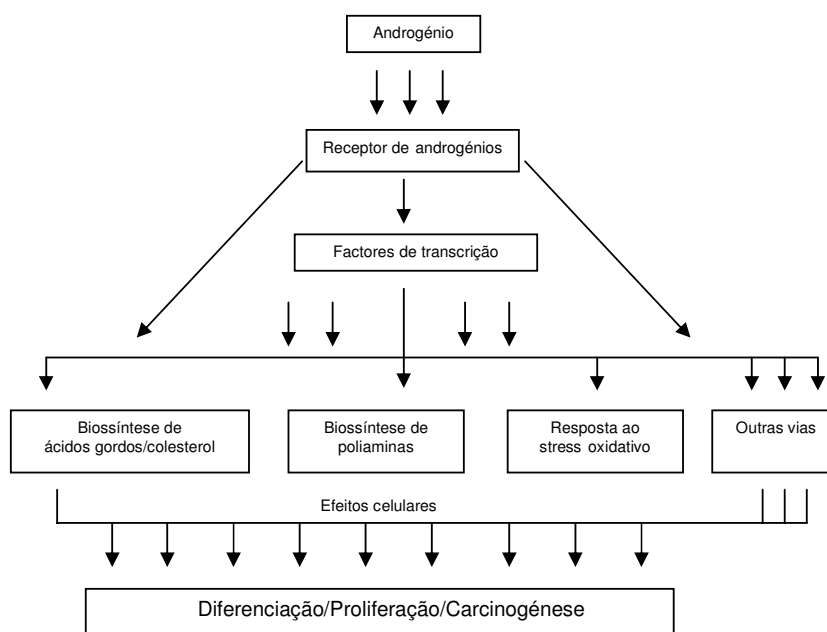 Androgénio
Receptor de androgénios
Factores de transcrição
Biossíntese de
ácidos gordos/colesterol
Biossíntese de
poliaminas
Resposta ao
stress oxidativo
Outras vias
Efeitos celulares
Diferenciação/Proliferação/Carcinogénese